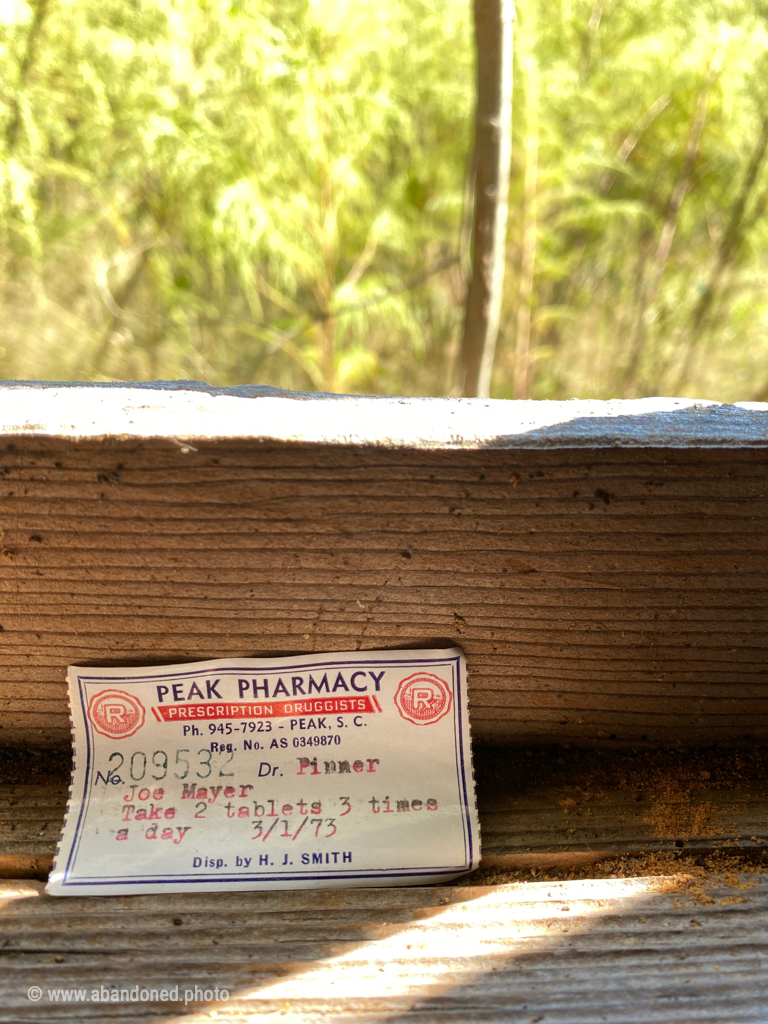 PEAK PHARMACY
PRESCRIPTION DRUGGISTS
Ph. 945-7923 - PEAK, S. C.
Reg. No. AS 0349870
No. 209532 Dr. Pinner
Joe Mayer
Take 2 tablets 3 times
a day 3/1/73
Disp. by H. J. SMITH
© www.abandoned.photo